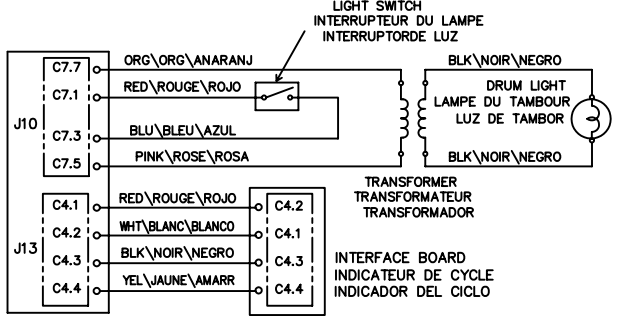 LIGHT SWITCH
INTERRUPTEUR DU LAMPE
INTERRUPTORDE LUZ
J10
C7.7
ORG\ORG\ANARANJ
C7.1
RED\ROUGE\ROJO
C7.3
BLU\BLEU\AZUL
C7.5
PINK\ROSE\ROSA
BLK\NOIR\NEGRO
DRUM LIGHT
LAMPE DU TAMBOUR
LUZ DE TAMBOR
BLK\NOIR\NEGRO
TRANSFORMER
TRANSFORMATEUR
TRANSFORMADOR
J13
C4.1
RED\ROUGE\ROJO
C4.2
C4.2
WHT\BLANC\BLANCO
C4.1
C4.3
BLK\NOIR\NEGRO
C4.3
C4.4
YEL\JAUNE\AMARR
C4.4
INTERFACE BOARD
INDICATEUR DE CYCLE
INDICADOR DEL CICLO